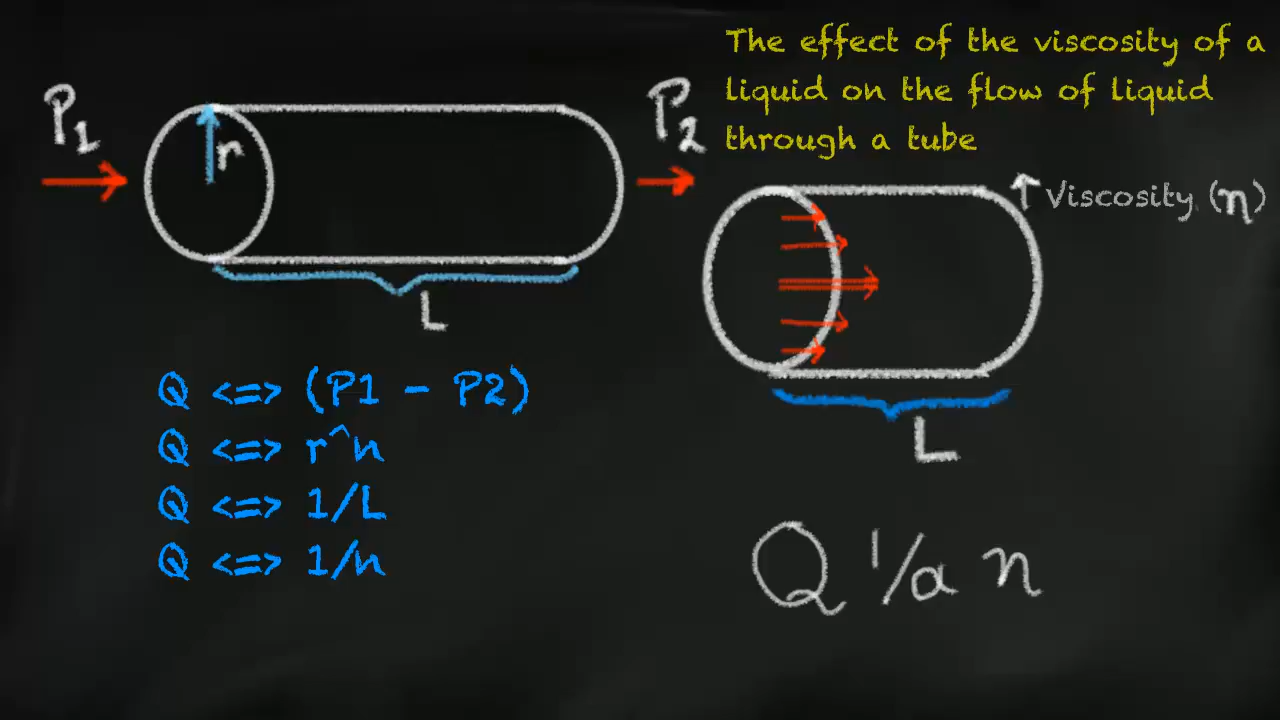 The effect of the viscosity of a
liquid on the flow of liquid
through a tube
P1
r
P2
Viscosity (η)
L
L
Q <=> (P1 - P2)
Q <=> r^n
Q <=> 1/L
Q <=> 1/n
Q 1/a n